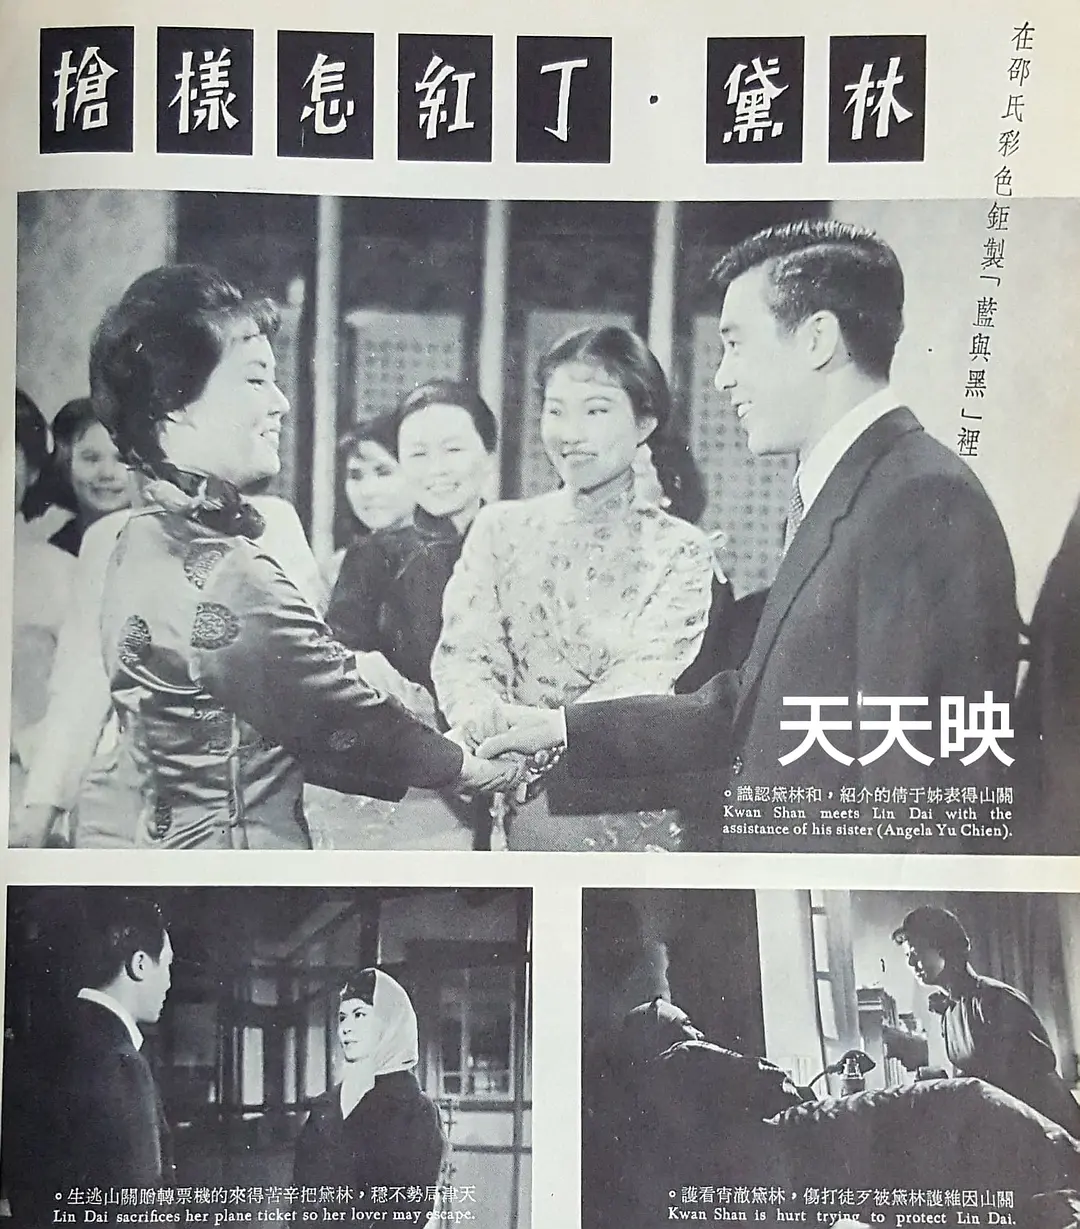 在邵氏彩色鉅製「藍與黑」裡
林黛·丁紅怎樣搶
天天映
關山得表姊于倩的介紹，和林黛認識。
Kwan Shan meets Lin Dai with the
assistance of his sister (Angela Yu Chien).
天津局勢不穩，林黛把辛苦得來的機票轉贈關山逃生。
Lin Dai sacrifices her plane ticket so her lover may escape.
關山因維護林黛被歹徒打傷，林黛澈宵看護。
Kwan Shan is hurt trying to protect Lin Dai.